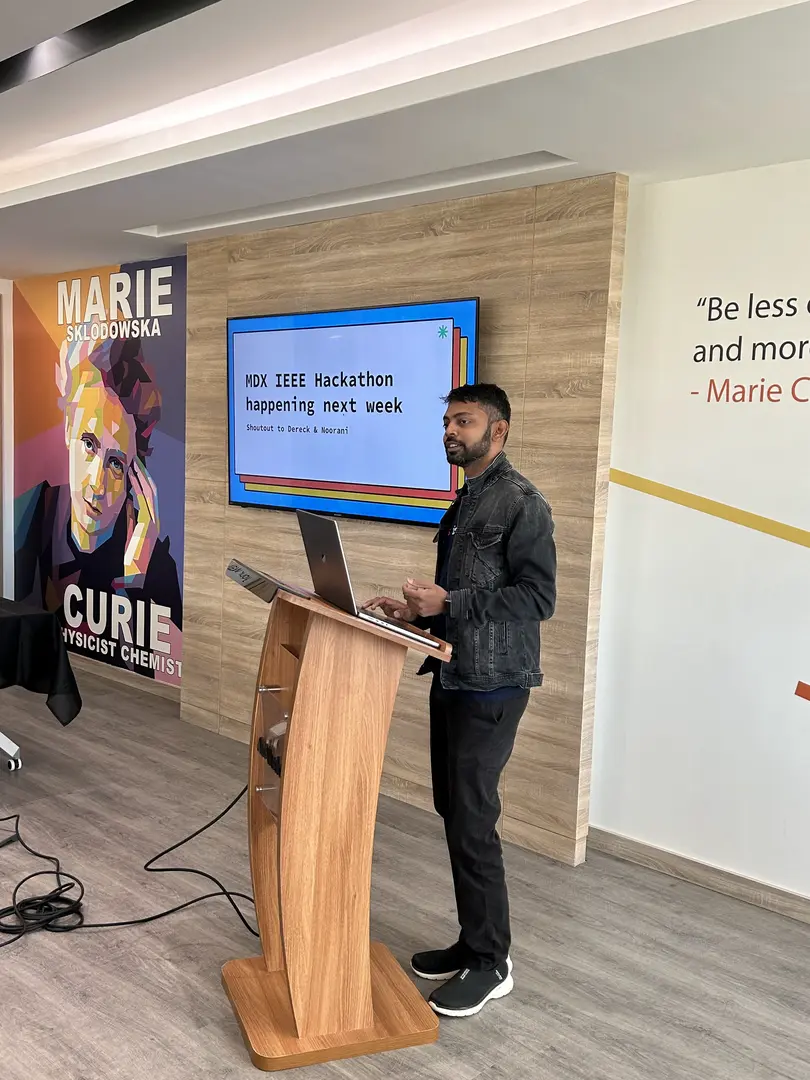 MARIE
SKLODOWSKA
CURIE
HYSICIST CHEMIST
MDX IEEE Hackathon
happening next week
Shoutout to Dereck & Noorani
“Be less
and mor
- Marie C